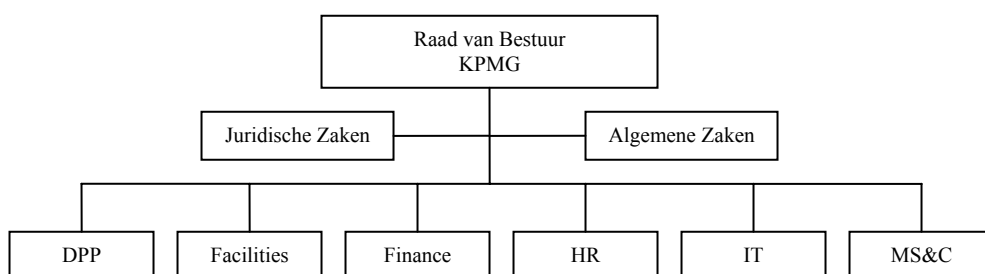 Raad van Bestuur
KPMG
Juridische Zaken
Algemene Zaken
DPP
Facilities
Finance
HR
IT
MS&C